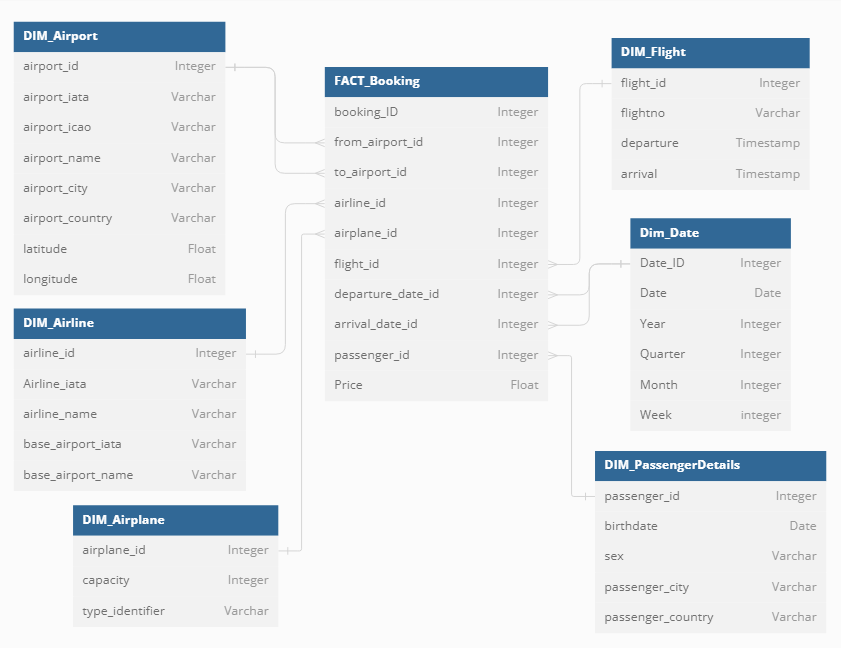 DIM_Airport
airport_id Integer
airport_iata Varchar
airport_icao Varchar
airport_name Varchar
airport_city Varchar
airport_country Varchar
latitude Float
longitude Float
DIM_Airline
airline_id Integer
Airline_iata Varchar
airline_name Varchar
base_airport_iata Varchar
base_airport_name Varchar
DIM_Airplane
airplane_id Integer
capacity Integer
type_identifier Varchar
FACT_Booking
booking_ID Integer
from_airport_id Integer
to_airport_id Integer
airline_id Integer
airplane_id Integer
flight_id Integer
departure_date_id Integer
arrival_date_id Integer
passenger_id Integer
Price Float
DIM_Flight
flight_id Integer
flightno Varchar
departure Timestamp
arrival Timestamp
Dim_Date
Date_ID Integer
Date Date
Year Integer
Quarter Integer
Month Integer
Week integer
DIM_PassengerDetails
passenger_id Integer
birthdate Date
sex Varchar
passenger_city Varchar
passenger_country Varchar